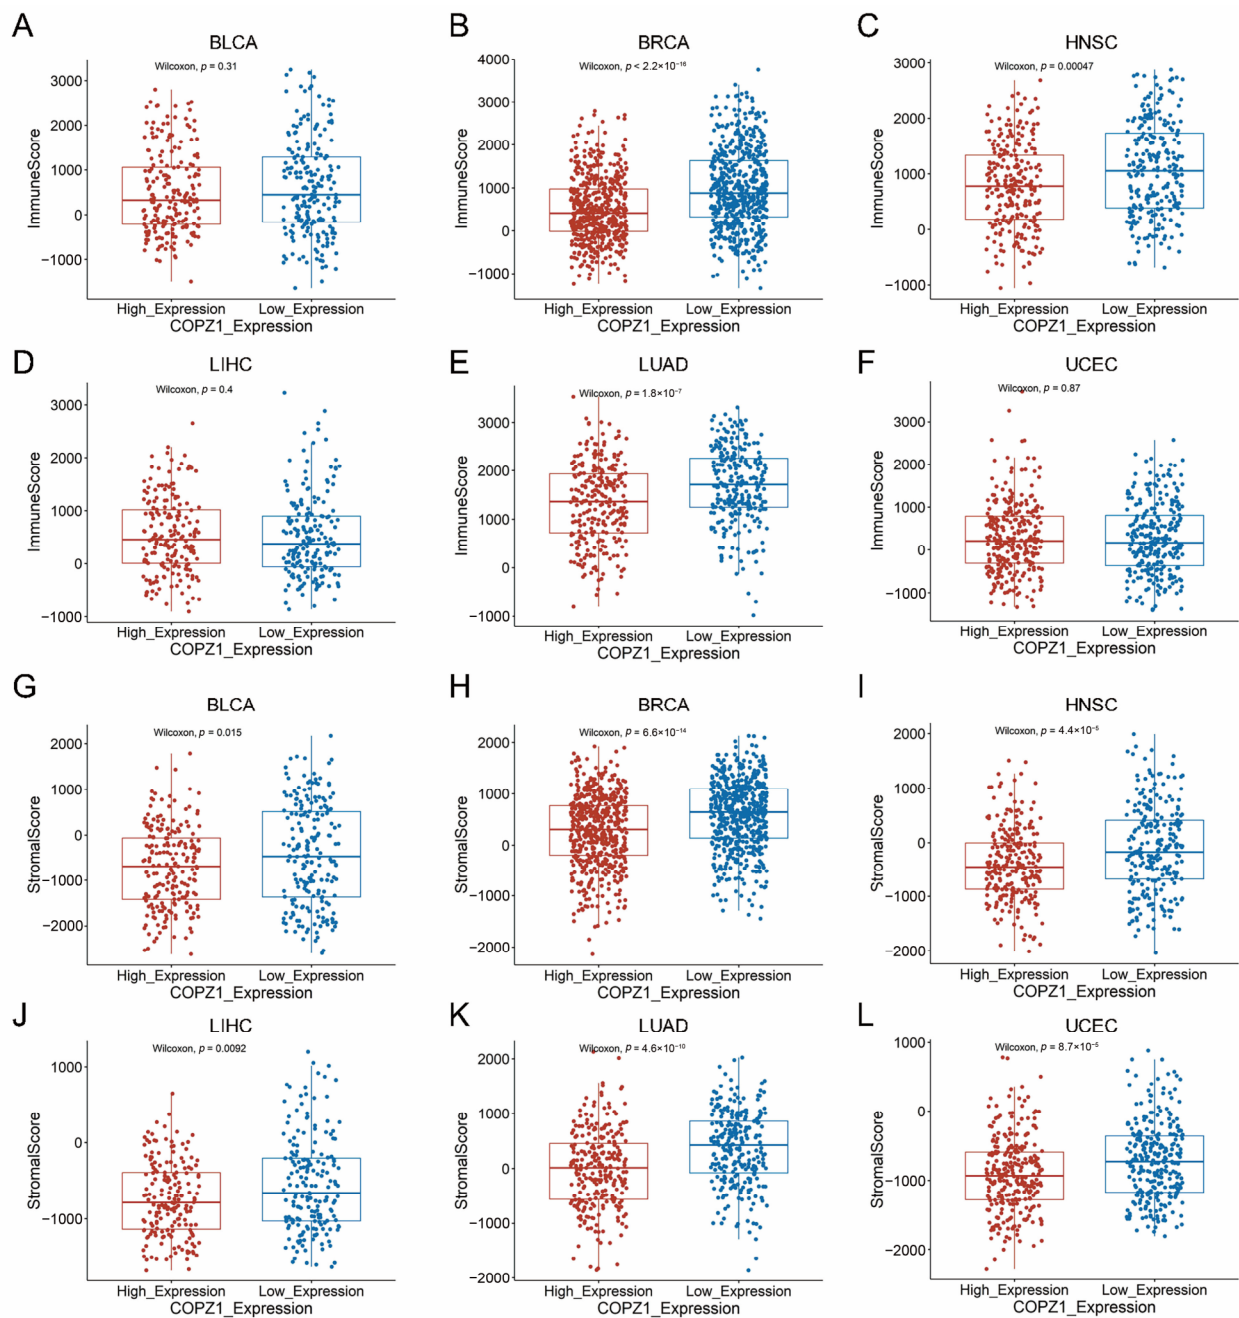 A
BLCA
Wilcoxon, p = 0.31
ImmuneScore
3000
2000
1000
0
−1000
High_Expression Low_Expression
COPZ1_Expression
B
BRCA
Wilcoxon, p < 2.2×10⁻¹⁶
ImmuneScore
4000
3000
2000
1000
0
−1000
High_Expression Low_Expression
COPZ1_Expression
C
HNSC
Wilcoxon, p = 0.00047
ImmuneScore
3000
2000
1000
0
−1000
High_Expression Low_Expression
COPZ1_Expression
D
LIHC
Wilcoxon, p = 0.4
ImmuneScore
3000
2000
1000
0
−1000
High_Expression Low_Expression
COPZ1_Expression
E
LUAD
Wilcoxon, p = 1.8×10⁻⁷
ImmuneScore
3000
2000
1000
0
−1000
High_Expression Low_Expression
COPZ1_Expression
F
UCEC
Wilcoxon, p = 0.87
ImmuneScore
3000
2000
1000
0
−1000
High_Expression Low_Expression
COPZ1_Expression
G
BLCA
Wilcoxon, p = 0.015
StromalScore
2000
1000
0
−1000
−2000
High_Expression Low_Expression
COPZ1_Expression
H
BRCA
Wilcoxon, p = 6.6×10⁻¹⁴
StromalScore
2000
1000
0
−1000
−2000
High_Expression Low_Expression
COPZ1_Expression
I
HNSC
Wilcoxon, p = 4.4×10⁻⁵
StromalScore
2000
1000
0
−1000
−2000
High_Expression Low_Expression
COPZ1_Expression
J
LIHC
Wilcoxon, p = 0.0092
StromalScore
1000
0
−1000
High_Expression Low_Expression
COPZ1_Expression
K
LUAD
Wilcoxon, p = 4.6×10⁻¹⁰
StromalScore
2000
1000
0
−1000
−2000
High_Expression Low_Expression
COPZ1_Expression
L
UCEC
Wilcoxon, p = 8.7×10⁻⁵
StromalScore
1000
0
−1000
−2000
High_Expression Low_Expression
COPZ1_Expression